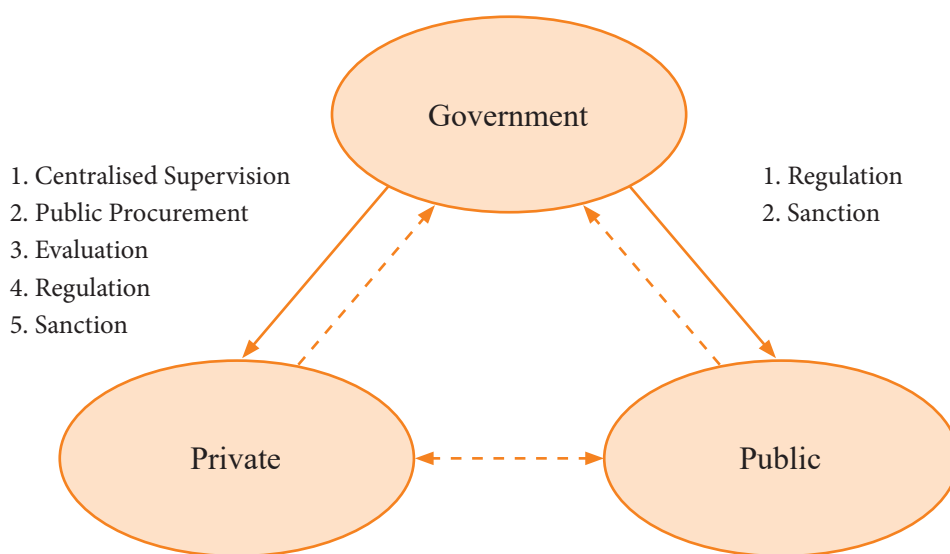 Government
1. Centralised Supervision
2. Public Procurement
3. Evaluation
4. Regulation
5. Sanction
1. Regulation
2. Sanction
Private
Public